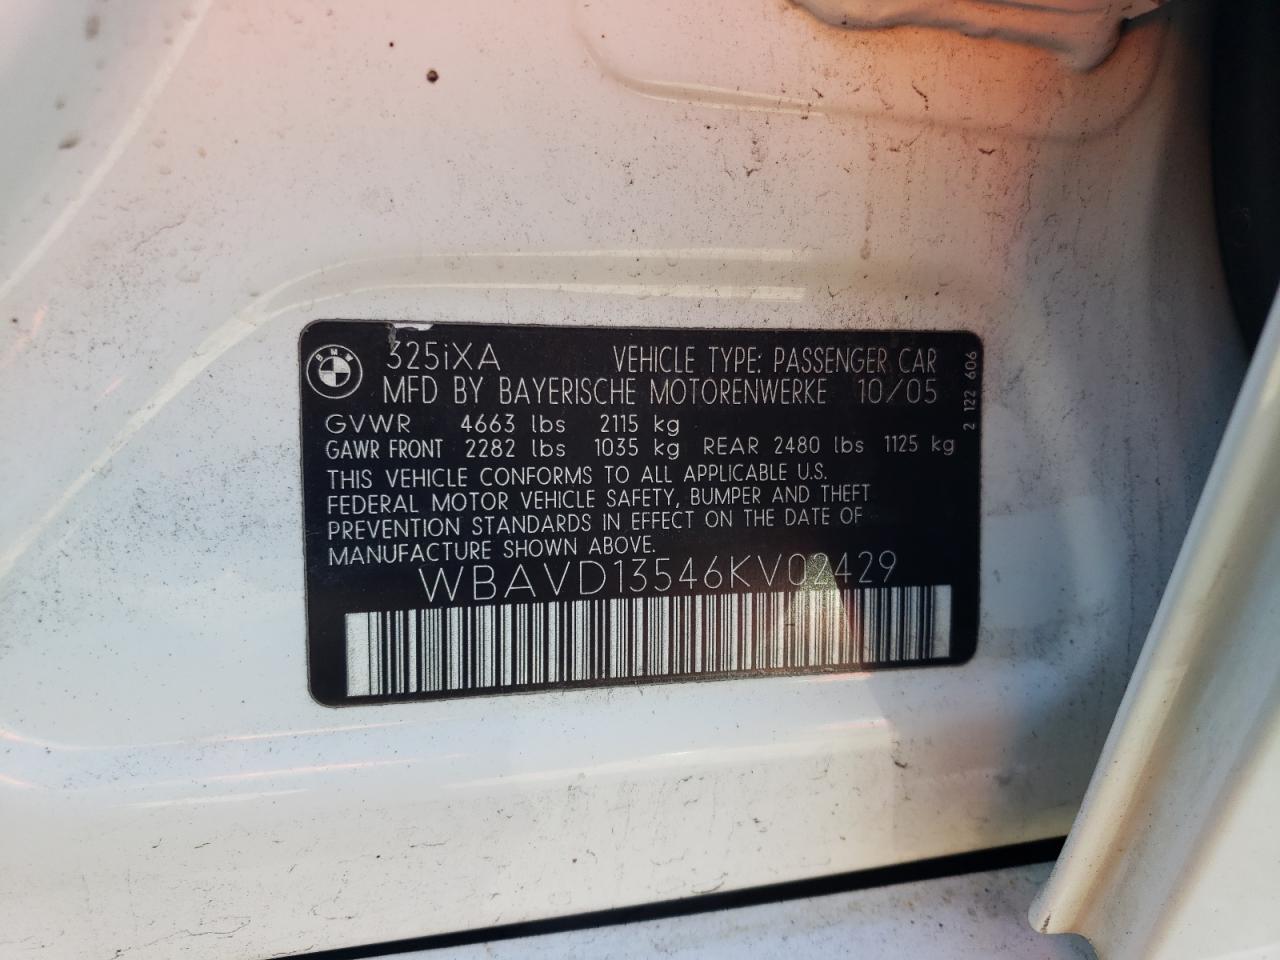 BMW
325iXA VEHICLE TYPE: PASSENGER CAR
MFD BY BAYERISCHE MOTORENWERKE 10/05
GVWR 4663 lbs 2115 kg
GAWR FRONT 2282 lbs 1035 kg REAR 2480 lbs 1125 kg
THIS VEHICLE CONFORMS TO ALL APPLICABLE U.S.
FEDERAL MOTOR VEHICLE SAFETY, BUMPER AND THEFT
PREVENTION STANDARDS IN EFFECT ON THE DATE OF
MANUFACTURE SHOWN ABOVE.
WBAVD13546KV02429
2 122 606